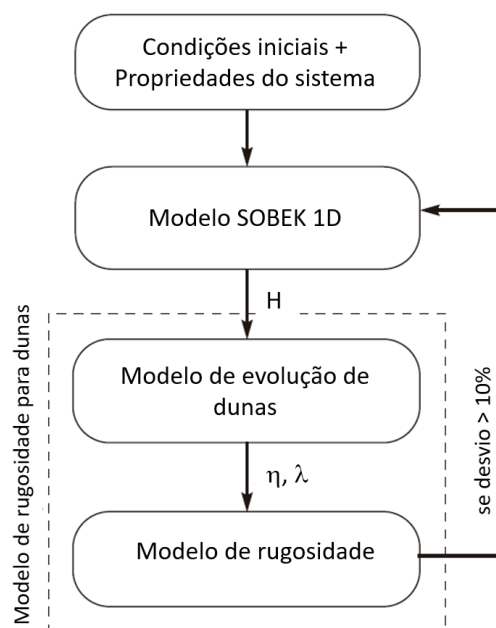 Condições iniciais +
Propriedades do sistema
Modelo SOBEK 1D
H
Modelo de evolução de
dunas
η, λ
Modelo de rugosidade
Modelo de rugosidade para dunas
se desvio > 10%